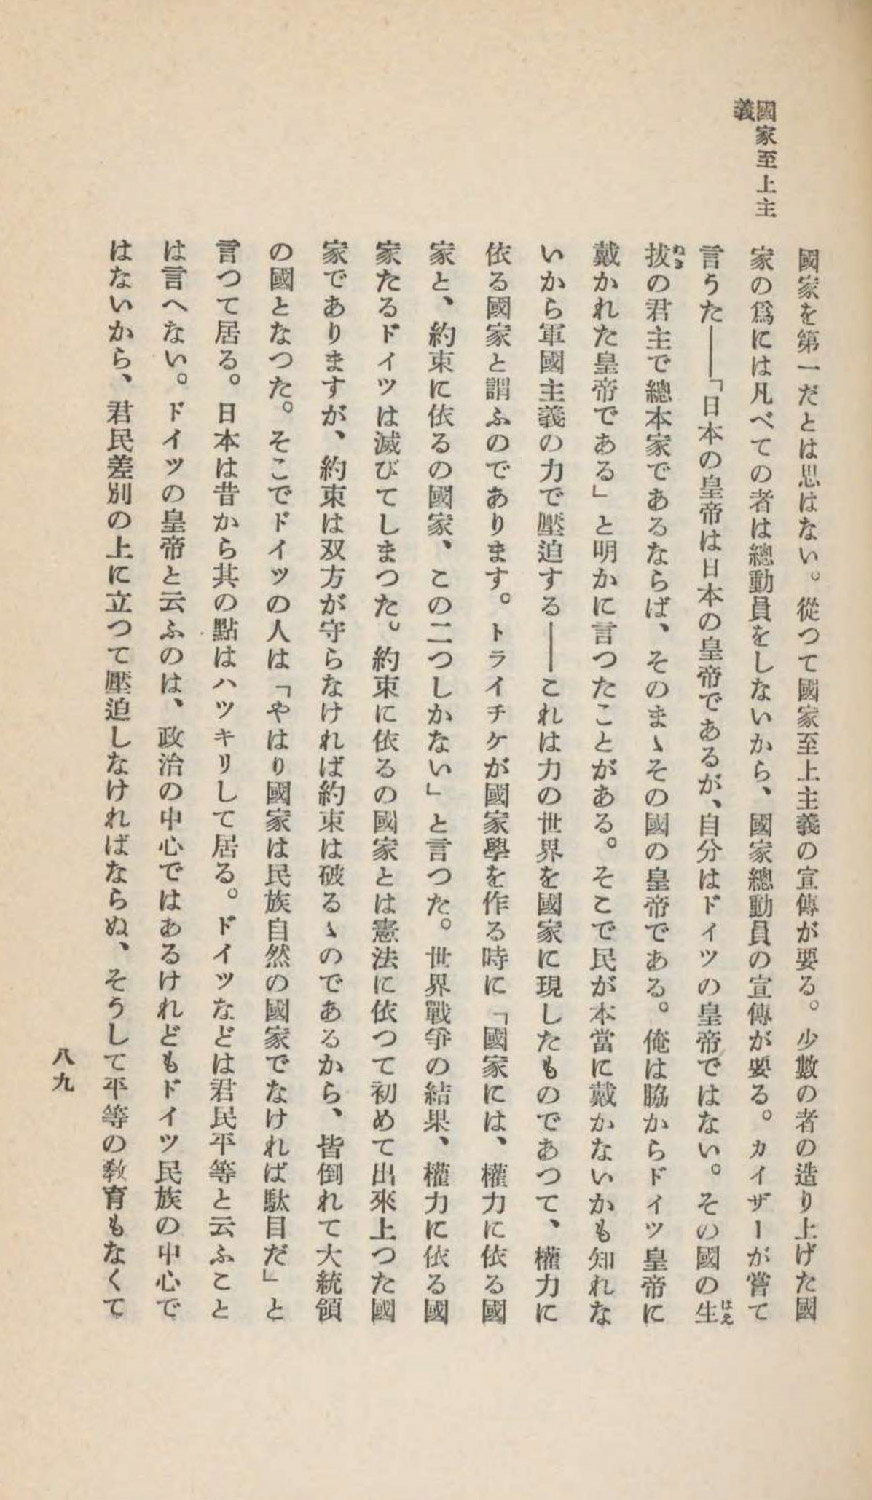 國家至上主
義
國家を第一だとは思はない。從つて國家至上主義の宣傳が要る。少數の者の造り上げた國
家の爲には凡べての者は總動員をしないから、國家總動員の宣傳が要る。カイザーが嘗て
言うた――「日本の皇帝は日本の皇帝であるが、自分はドイツの皇帝ではない。その國の生
はえ
拔の君主で總本家であるならば、そのまゝその國の皇帝である。俺は脇からドイツ皇帝に
ぬき
戴かれた皇帝である」と明かに言つたことがある。そこで民が本當に戴かないかも知れな
いから軍國主義の力で壓迫する――これは力の世界を國家に現したものであつて、權力に
依る國家と謂ふのであります。トライチケが國家學を作る時に「國家には、權力に依る國
家と、約束に依るの國家、この二つしかない」と言つた。世界戰爭の結果、權力に依る國
家たるドイツは滅びてしまつた。約束に依るの國家とは憲法に依つて初めて出來上つた國
家でありますが、約束は双方が守らなければ約束は破るゝのであるから、皆倒れて大統領
の國となつた。そこでドイツの人は「やはり國家は民族自然の國家でなければ駄目だ」と
言つて居る。日本は昔から其の點はハツキリして居る。ドイツなどは君民平等と云ふこと
は言へない。ドイツの皇帝と云ふのは、政治の中心ではあるけれどもドイツ民族の中心で
はないから、君民差別の上に立つて壓迫しなければならぬ、そうして平等の敎育もなくて
八九